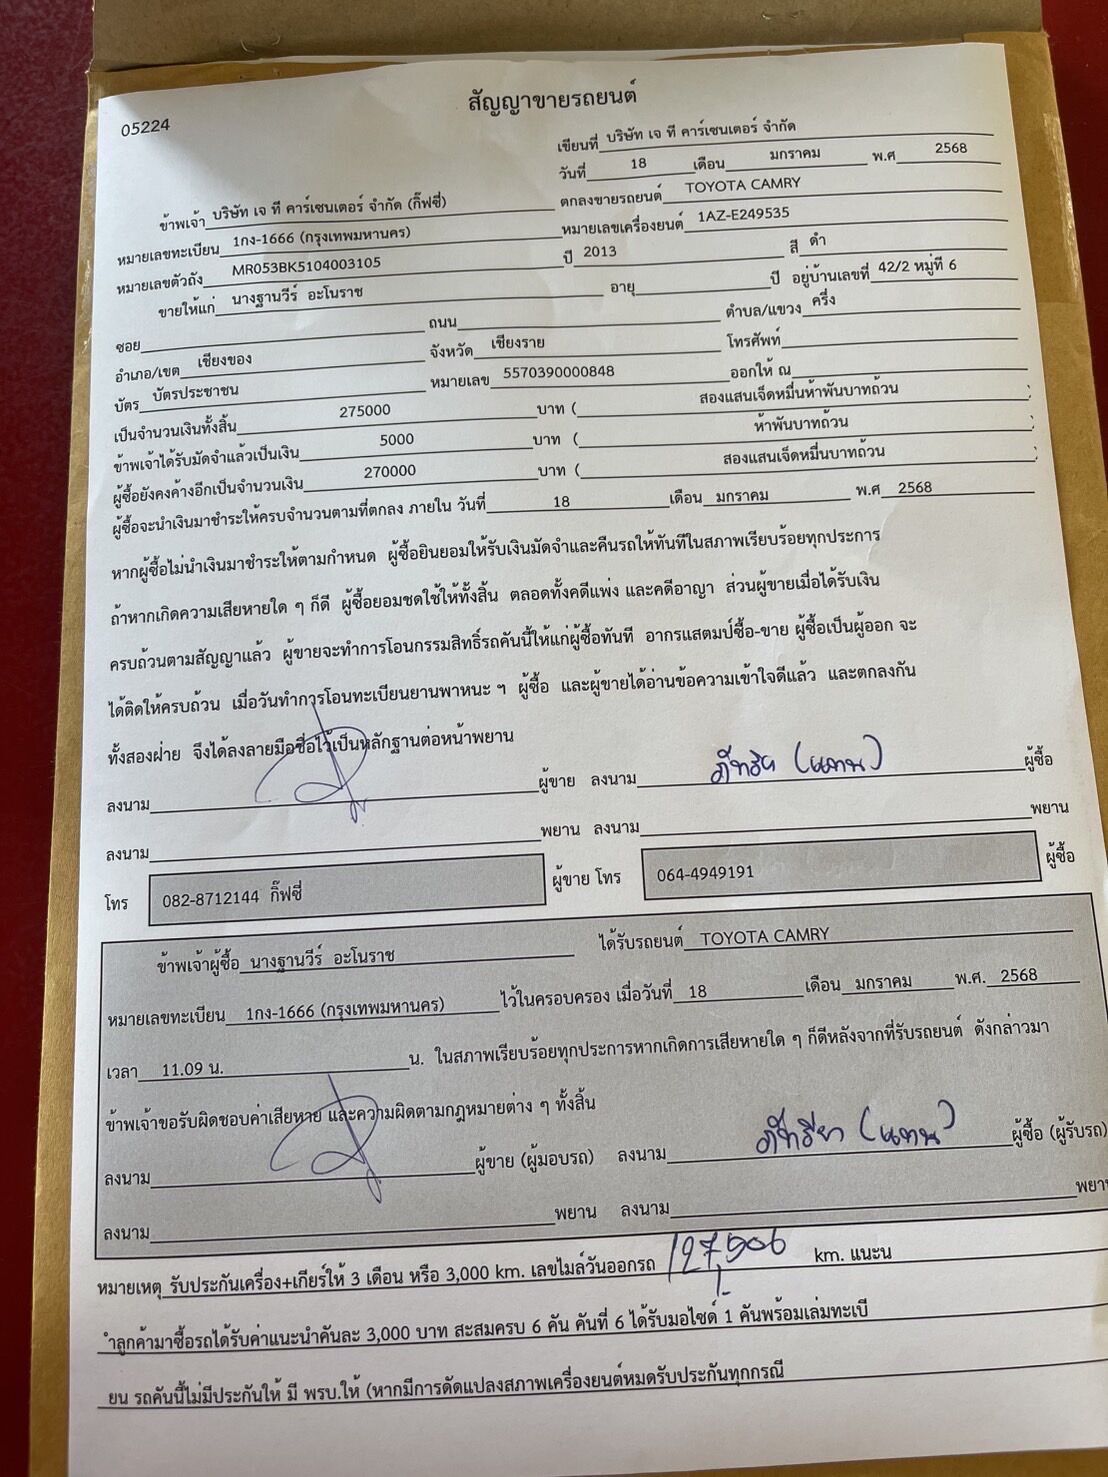 สัญญาขายรถยนต์
05224
เขียนที่ บริษัท เจ ที คาร์เซนเตอร์ จำกัด
วันที่ 18 เดือน มกราคม พ.ศ 2568
ข้าพเจ้า บริษัท เจ ที คาร์เซนเตอร์ จำกัด (กิ๊ฟซี่) ตกลงขายรถยนต์ TOYOTA CAMRY
หมายเลขทะเบียน 1กง-1666 (กรุงเทพมหานคร) หมายเลขเครื่องยนต์ 1AZ-E249535
หมายเลขตัวถัง MR053BK5104003105 ปี 2013 สี ดำ
ขายให้แก่ นางฐานวีร์ อะโนราช อายุ ปี อยู่บ้านเลขที่ 42/2 หมู่ที่ 6
ซอย ถนน ตำบล/แขวง ครึ่ง
อำเภอ/เขต เชียงของ จังหวัด เชียงราย โทรศัพท์
บัตร บัตรประชาชน หมายเลข 5570390000848 ออกให้ ณ
เป็นจำนวนเงินทั้งสิ้น 275000 บาท ( สองแสนเจ็ดหมื่นห้าพันบาทถ้วน )
ข้าพเจ้าได้รับมัดจำแล้วเป็นเงิน 5000 บาท ( ห้าพันบาทถ้วน )
ผู้ซื้อยังคงค้างอีกเป็นจำนวนเงิน 270000 บาท ( สองแสนเจ็ดหมื่นบาทถ้วน )
ผู้ซื้อจะนำเงินมาชำระให้ครบจำนวนตามที่ตกลง ภายใน วันที่ 18 เดือน มกราคม พ.ศ 2568
หากผู้ซื้อไม่นำเงินมาชำระให้ตามกำหนด ผู้ซื้อยินยอมให้รับเงินมัดจำและคืนรถให้ทันทีในสภาพเรียบร้อยทุกประการ
ถ้าหากเกิดความเสียหายใด ๆ ก็ดี ผู้ซื้อยอมชดใช้ให้ทั้งสิ้น ตลอดทั้งคดีแพ่ง และคดีอาญา ส่วนผู้ขายเมื่อได้รับเงิน
ครบถ้วนตามสัญญาแล้ว ผู้ขายจะทำการโอนกรรมสิทธิ์รถคันนี้ให้แก่ผู้ซื้อทันที อากรแสตมป์ซื้อ-ขาย ผู้ซื้อเป็นผู้ออก จะ
ได้ติดให้ครบถ้วน เมื่อวันทำการโอนทะเบียนยานพาหนะ ฯ ผู้ซื้อ และผู้ขายได้อ่านข้อความเข้าใจดีแล้ว และตกลงกัน
ทั้งสองฝ่าย จึงได้ลงลายมือชื่อไว้เป็นหลักฐานต่อหน้าพยาน
ลงนาม ผู้ขาย ลงนาม (แทน) ผู้ซื้อ
ลงนาม พยาน ลงนาม พยาน
โทร 082-8712144 กิ๊ฟซี่ ผู้ขาย โทร 064-4949191 ผู้ซื้อ
ข้าพเจ้าผู้ซื้อ นางฐานวีร์ อะโนราช ได้รับรถยนต์ TOYOTA CAMRY
หมายเลขทะเบียน 1กง-1666 (กรุงเทพมหานคร) ไว้ในครอบครอง เมื่อวันที่ 18 เดือน มกราคม พ.ศ. 2568
เวลา 11.09 น. น. ในสภาพเรียบร้อยทุกประการหากเกิดการเสียหายใด ๆ ก็ดีหลังจากที่รับรถยนต์ ดังกล่าวมา
ข้าพเจ้าขอรับผิดชอบค่าเสียหาย และความผิดตามกฎหมายต่าง ๆ ทั้งสิ้น
ลงนาม ผู้ขาย (ผู้มอบรถ) ลงนาม (แทน) ผู้ซื้อ (ผู้รับรถ)
ลงนาม พยาน ลงนาม พยาน
หมายเหตุ รับประกันเครื่อง+เกียร์ให้ 3 เดือน หรือ 3,000 km. เลขไมล์วันออกรถ 127,906 km. แนะน
ำลูกค้ามาซื้อรถได้รับค่าแนะนำคันละ 3,000 บาท สะสมครบ 6 คัน คันที่ 6 ได้รับมอไซด์ 1 คันพร้อมเล่มทะเบี
ยน รถคันนี้ไม่มีประกันให้ มี พรบ.ให้ (หากมีการดัดแปลงสภาพเครื่องยนต์หมดรับประกันทุกกรณี